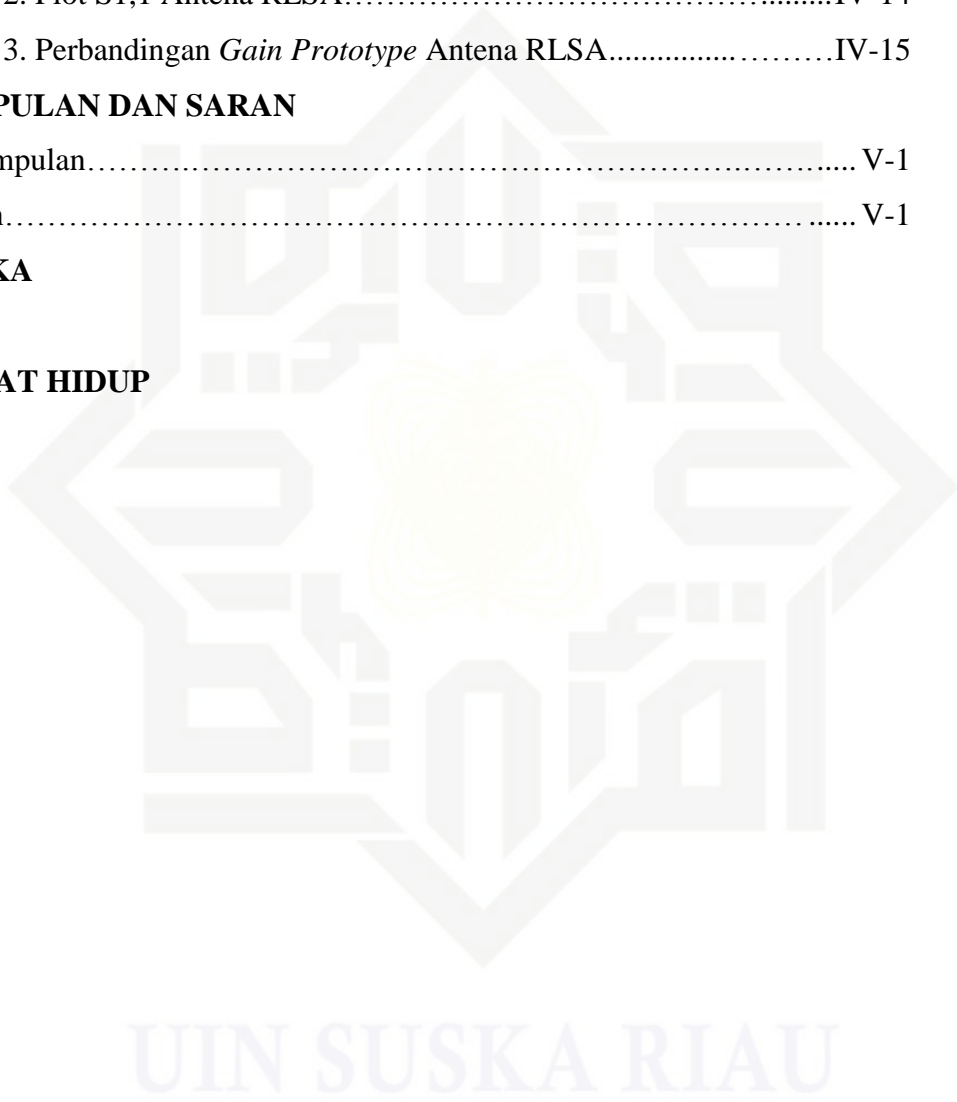 2. Plot S1,1 Antena RLSA……………………………………….........IV-14
3. Perbandingan Gain Prototype Antena RLSA................ ………IV-15
PULAN DAN SARAN
mpulan……………………………………………………………….... V-1
n……………………………………………………………… ...... V-1
KA
AT HIDUP
UIN SUSKA RIAU